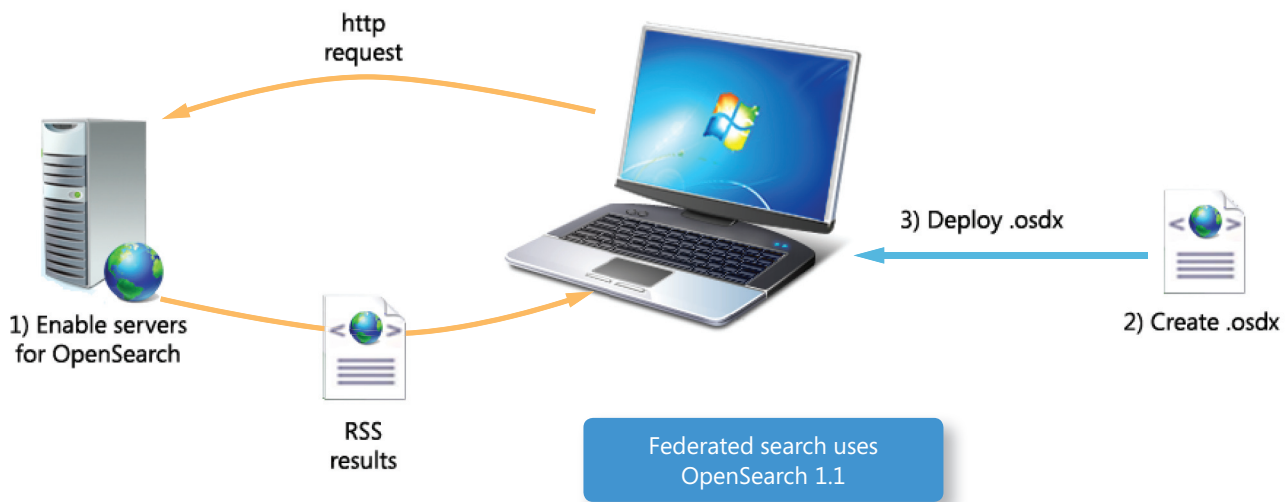 http
request
3) Deploy .osdx
1) Enable servers
for OpenSearch
2) Create .osdx
RSS
results
Federated search uses
OpenSearch 1.1